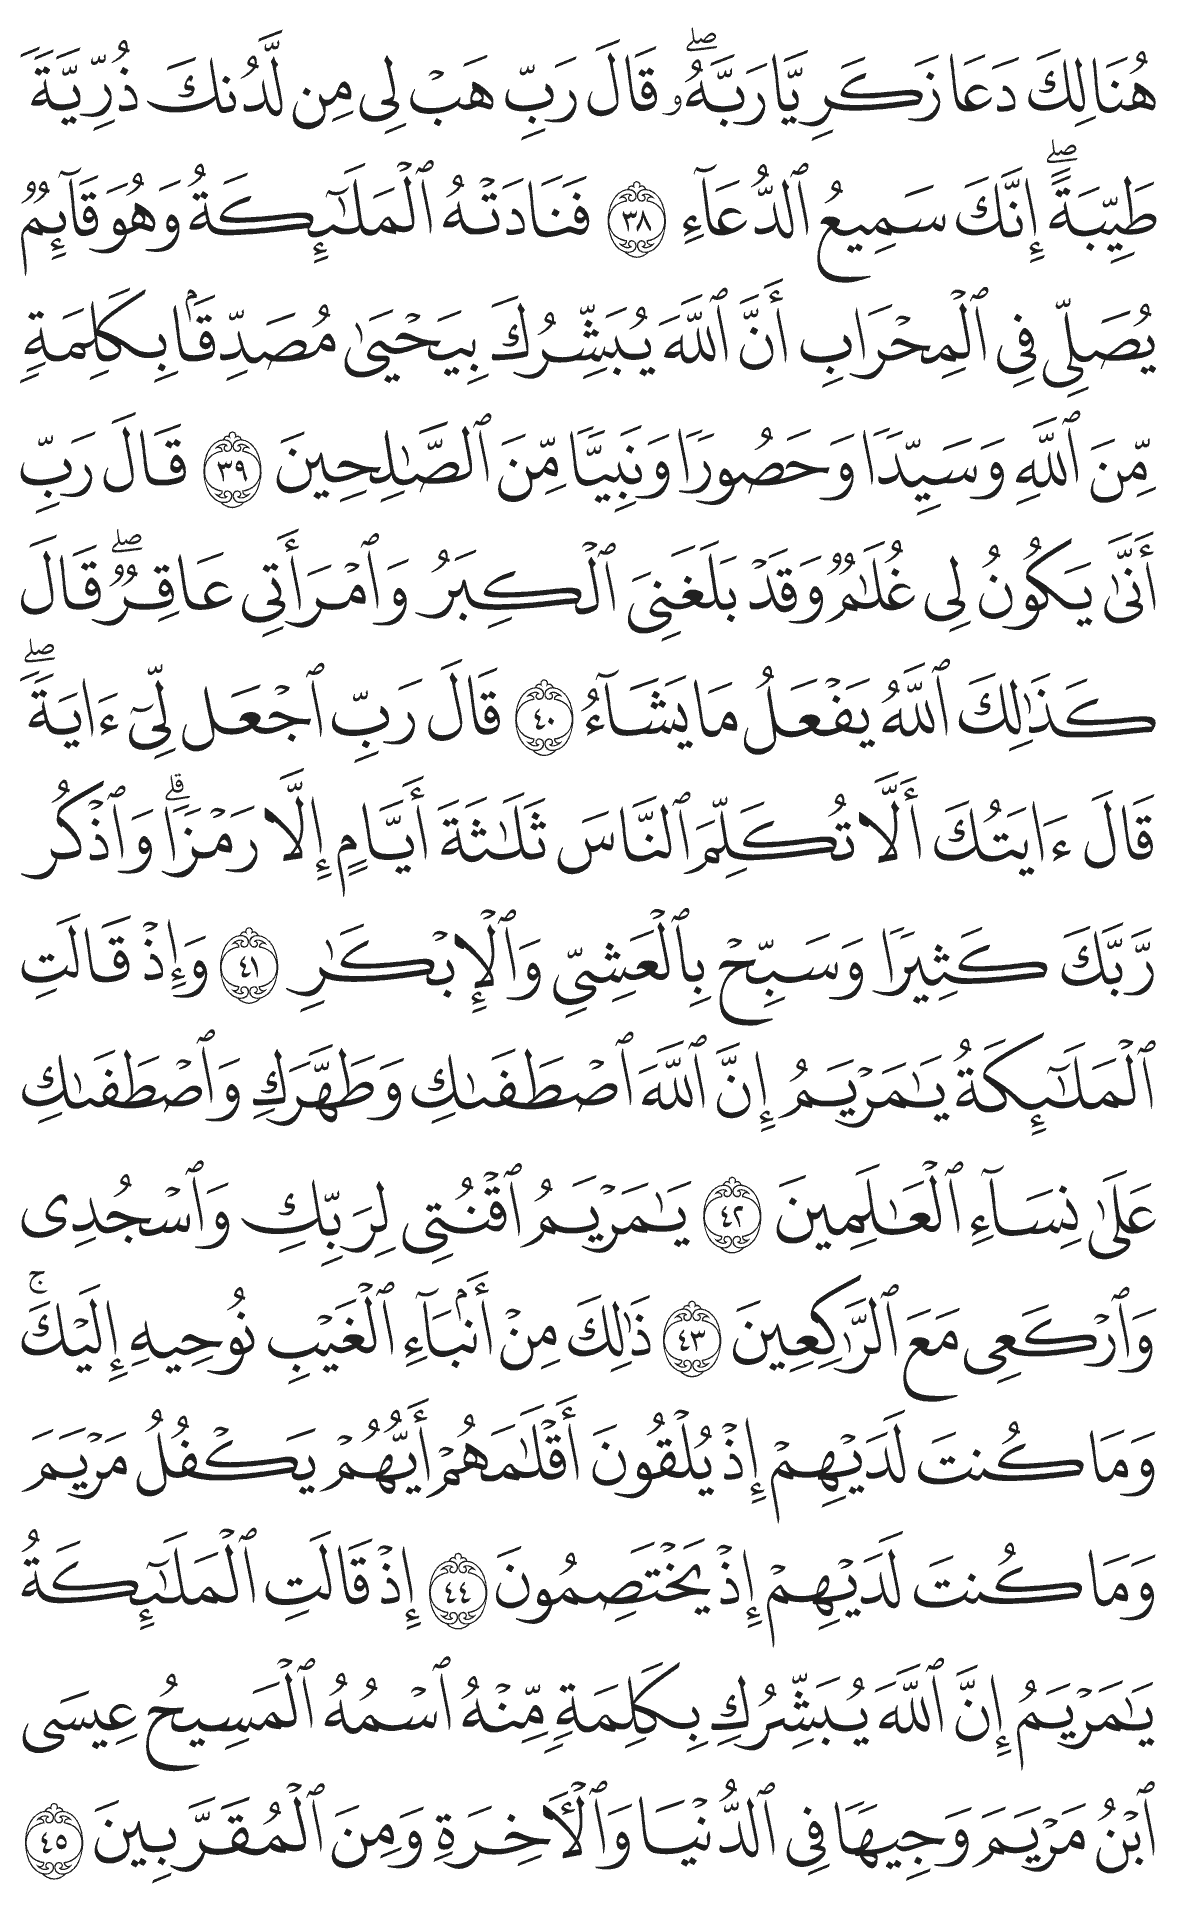 هُنَالِكَ دَعَا زَكَرِيَّا رَبَّهُۥۖ قَالَ رَبِّ هَبْ لِى مِن لَّدُنكَ ذُرِّيَّةً
طَيِّبَةًۖ إِنَّكَ سَمِيعُ ٱلدُّعَآءِ ٣٨ فَنَادَتْهُ ٱلْمَلَـٰٓئِكَةُ وَهُوَ قَآئِمٌ
يُصَلِّى فِى ٱلْمِحْرَابِ أَنَّ ٱللَّهَ يُبَشِّرُكَ بِيَحْيَىٰ مُصَدِّقًۢا بِكَلِمَةٍ
مِّنَ ٱللَّهِ وَسَيِّدًا وَحَصُورًا وَنَبِيًّا مِّنَ ٱلصَّـٰلِحِينَ ٣٩ قَالَ رَبِّ
أَنَّىٰ يَكُونُ لِى غُلَـٰمٌ وَقَدْ بَلَغَنِىَ ٱلْكِبَرُ وَٱمْرَأَتِى عَاقِرٌۖ قَالَ
كَذَٰلِكَ ٱللَّهُ يَفْعَلُ مَا يَشَآءُ ٤٠ قَالَ رَبِّ ٱجْعَل لِّىٓ ءَايَةًۖ
قَالَ ءَايَتُكَ أَلَّا تُكَلِّمَ ٱلنَّاسَ ثَلَـٰثَةَ أَيَّامٍ إِلَّا رَمْزًاۗ وَٱذْكُر
رَّبَّكَ كَثِيرًا وَسَبِّحْ بِٱلْعَشِىِّ وَٱلْإِبْكَـٰرِ ٤١ وَإِذْ قَالَتِ
ٱلْمَلَـٰٓئِكَةُ يَـٰمَرْيَمُ إِنَّ ٱللَّهَ ٱصْطَفَىٰكِ وَطَهَّرَكِ وَٱصْطَفَىٰكِ
عَلَىٰ نِسَآءِ ٱلْعَـٰلَمِينَ ٤٢ يَـٰمَرْيَمُ ٱقْنُتِى لِرَبِّكِ وَٱسْجُدِى
وَٱرْكَعِى مَعَ ٱلرَّٰكِعِينَ ٤٣ ذَٰلِكَ مِنْ أَنۢبَآءِ ٱلْغَيْبِ نُوحِيهِ إِلَيْكَۚ
وَمَا كُنتَ لَدَيْهِمْ إِذْ يُلْقُونَ أَقْلَـٰمَهُمْ أَيُّهُمْ يَكْفُلُ مَرْيَمَ
وَمَا كُنتَ لَدَيْهِمْ إِذْ يَخْتَصِمُونَ ٤٤ إِذْ قَالَتِ ٱلْمَلَـٰٓئِكَةُ
يَـٰمَرْيَمُ إِنَّ ٱللَّهَ يُبَشِّرُكِ بِكَلِمَةٍ مِّنْهُ ٱسْمُهُ ٱلْمَسِيحُ عِيسَى
ٱبْنُ مَرْيَمَ وَجِيهًا فِى ٱلدُّنْيَا وَٱلْـَٔاخِرَةِ وَمِنَ ٱلْمُقَرَّبِينَ ٤٥